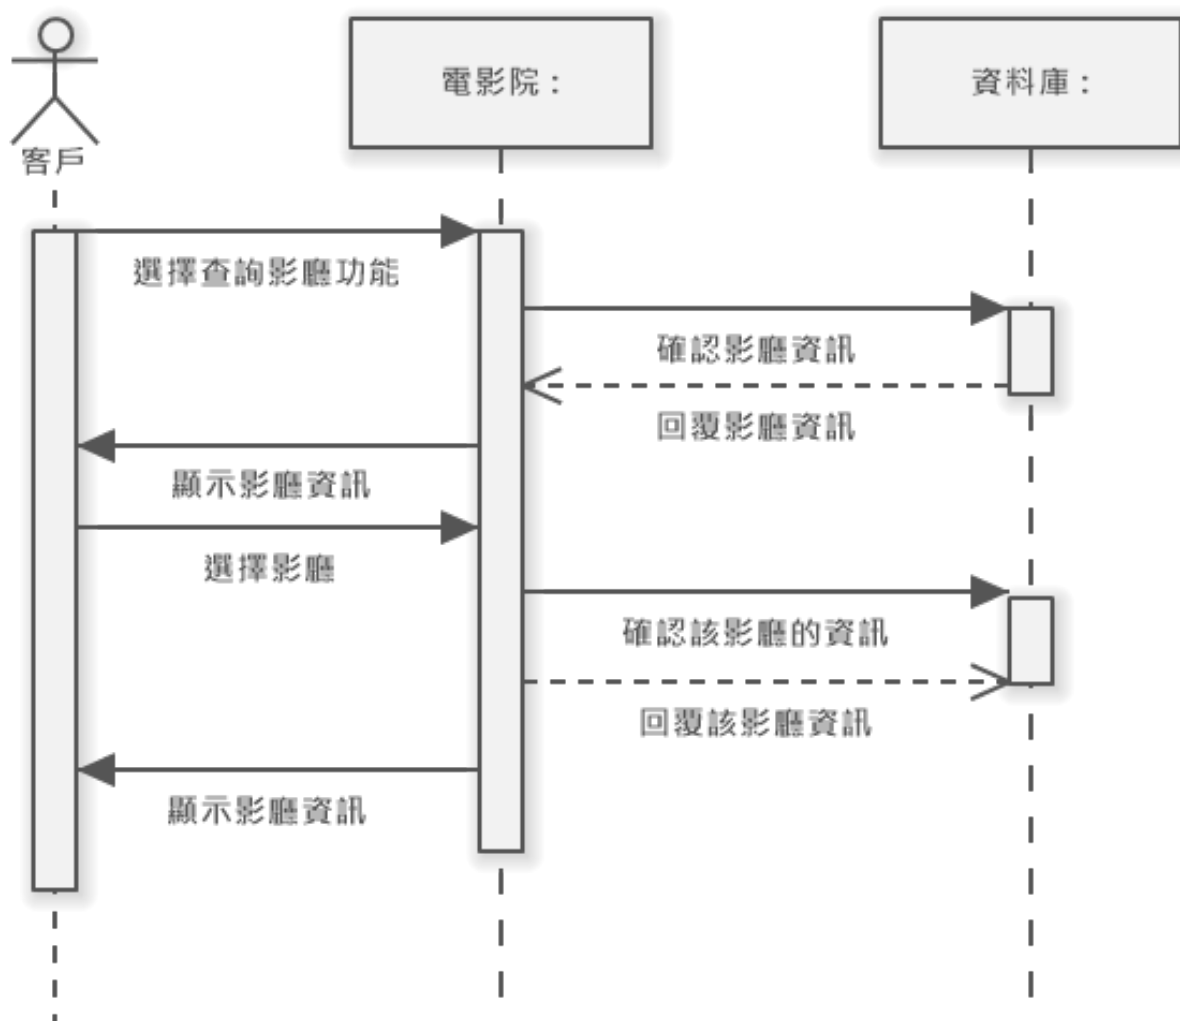 電影院：
資料庫：
客戶
選擇查詢影廳功能
確認影廳資訊
回覆影廳資訊
顯示影廳資訊
選擇影廳
確認該影廳的資訊
回覆該影廳資訊
顯示影廳資訊